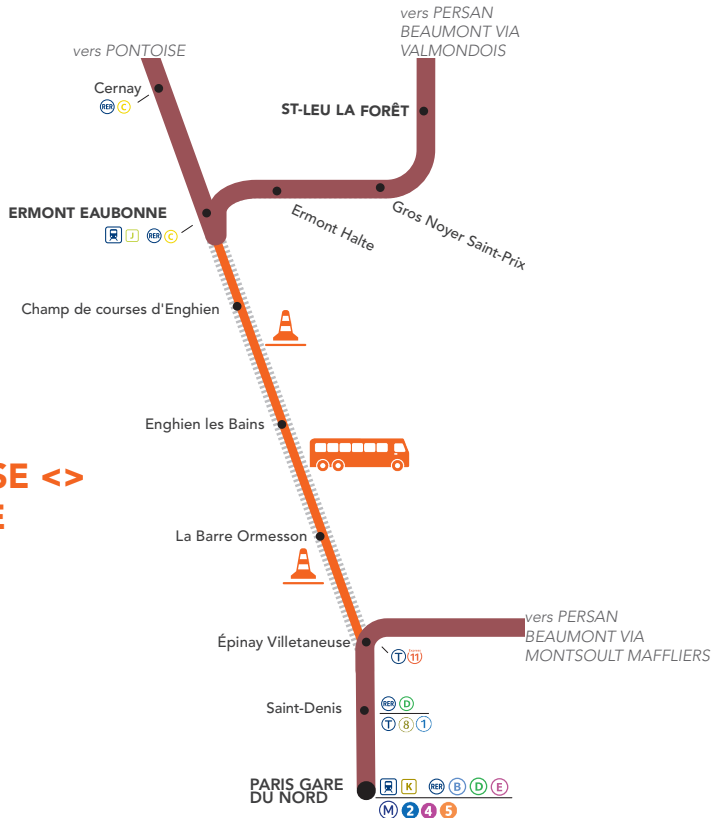 vers PERSAN
BEAUMONT VIA
VALMONDOIS
vers PONTOISE
Cernay
RER C
ST-LEU LA FORÊT
ERMONT EAUBONNE
J RER C
Ermont Halte
Gros Noyer Saint-Prix
Champ de courses d'Enghien
Enghien les Bains
SE <>
E
La Barre Ormesson
vers PERSAN
BEAUMONT VIA
MONTSOULT MAFFLIERS
Épinay Villetaneuse
T 11
Saint-Denis
RER D
T 8 1
PARIS GARE
DU NORD
K RER B D E
M 2 4 5